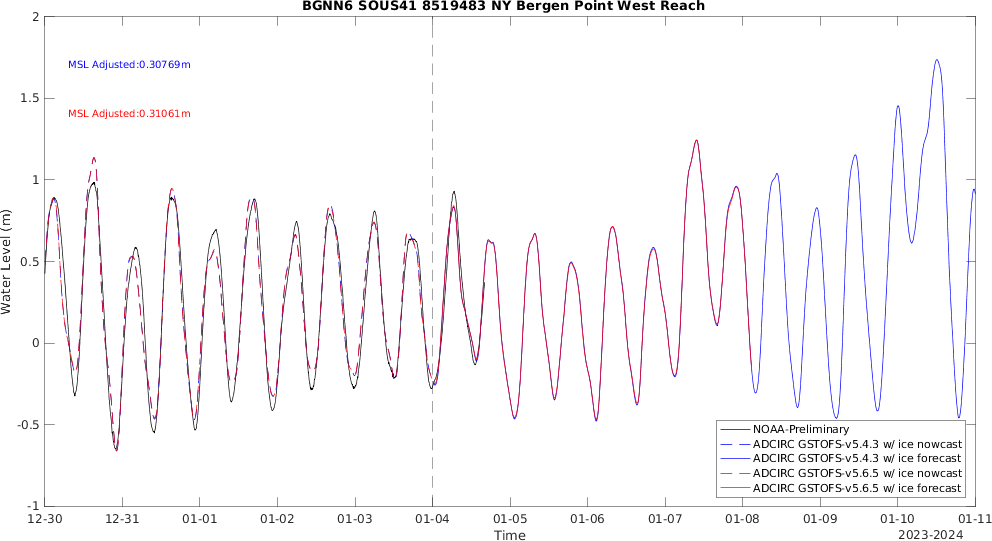 BGNN6 SOUS41 8519483 NY Bergen Point West Reach
MSL Adjusted:0.30769m
MSL Adjusted:0.31061m
Water Level (m)
2
1.5
1
0.5
0
-0.5
-1
NOAA-Preliminary
ADCIRC GSTOFS-v5.4.3 w/ ice nowcast
ADCIRC GSTOFS-v5.4.3 w/ ice forecast
ADCIRC GSTOFS-v5.6.5 w/ ice nowcast
ADCIRC GSTOFS-v5.6.5 w/ ice forecast
12-30 12-31 01-01 01-02 01-03 01-04 01-05 01-06 01-07 01-08 01-09 01-10 01-11
Time
2023-2024